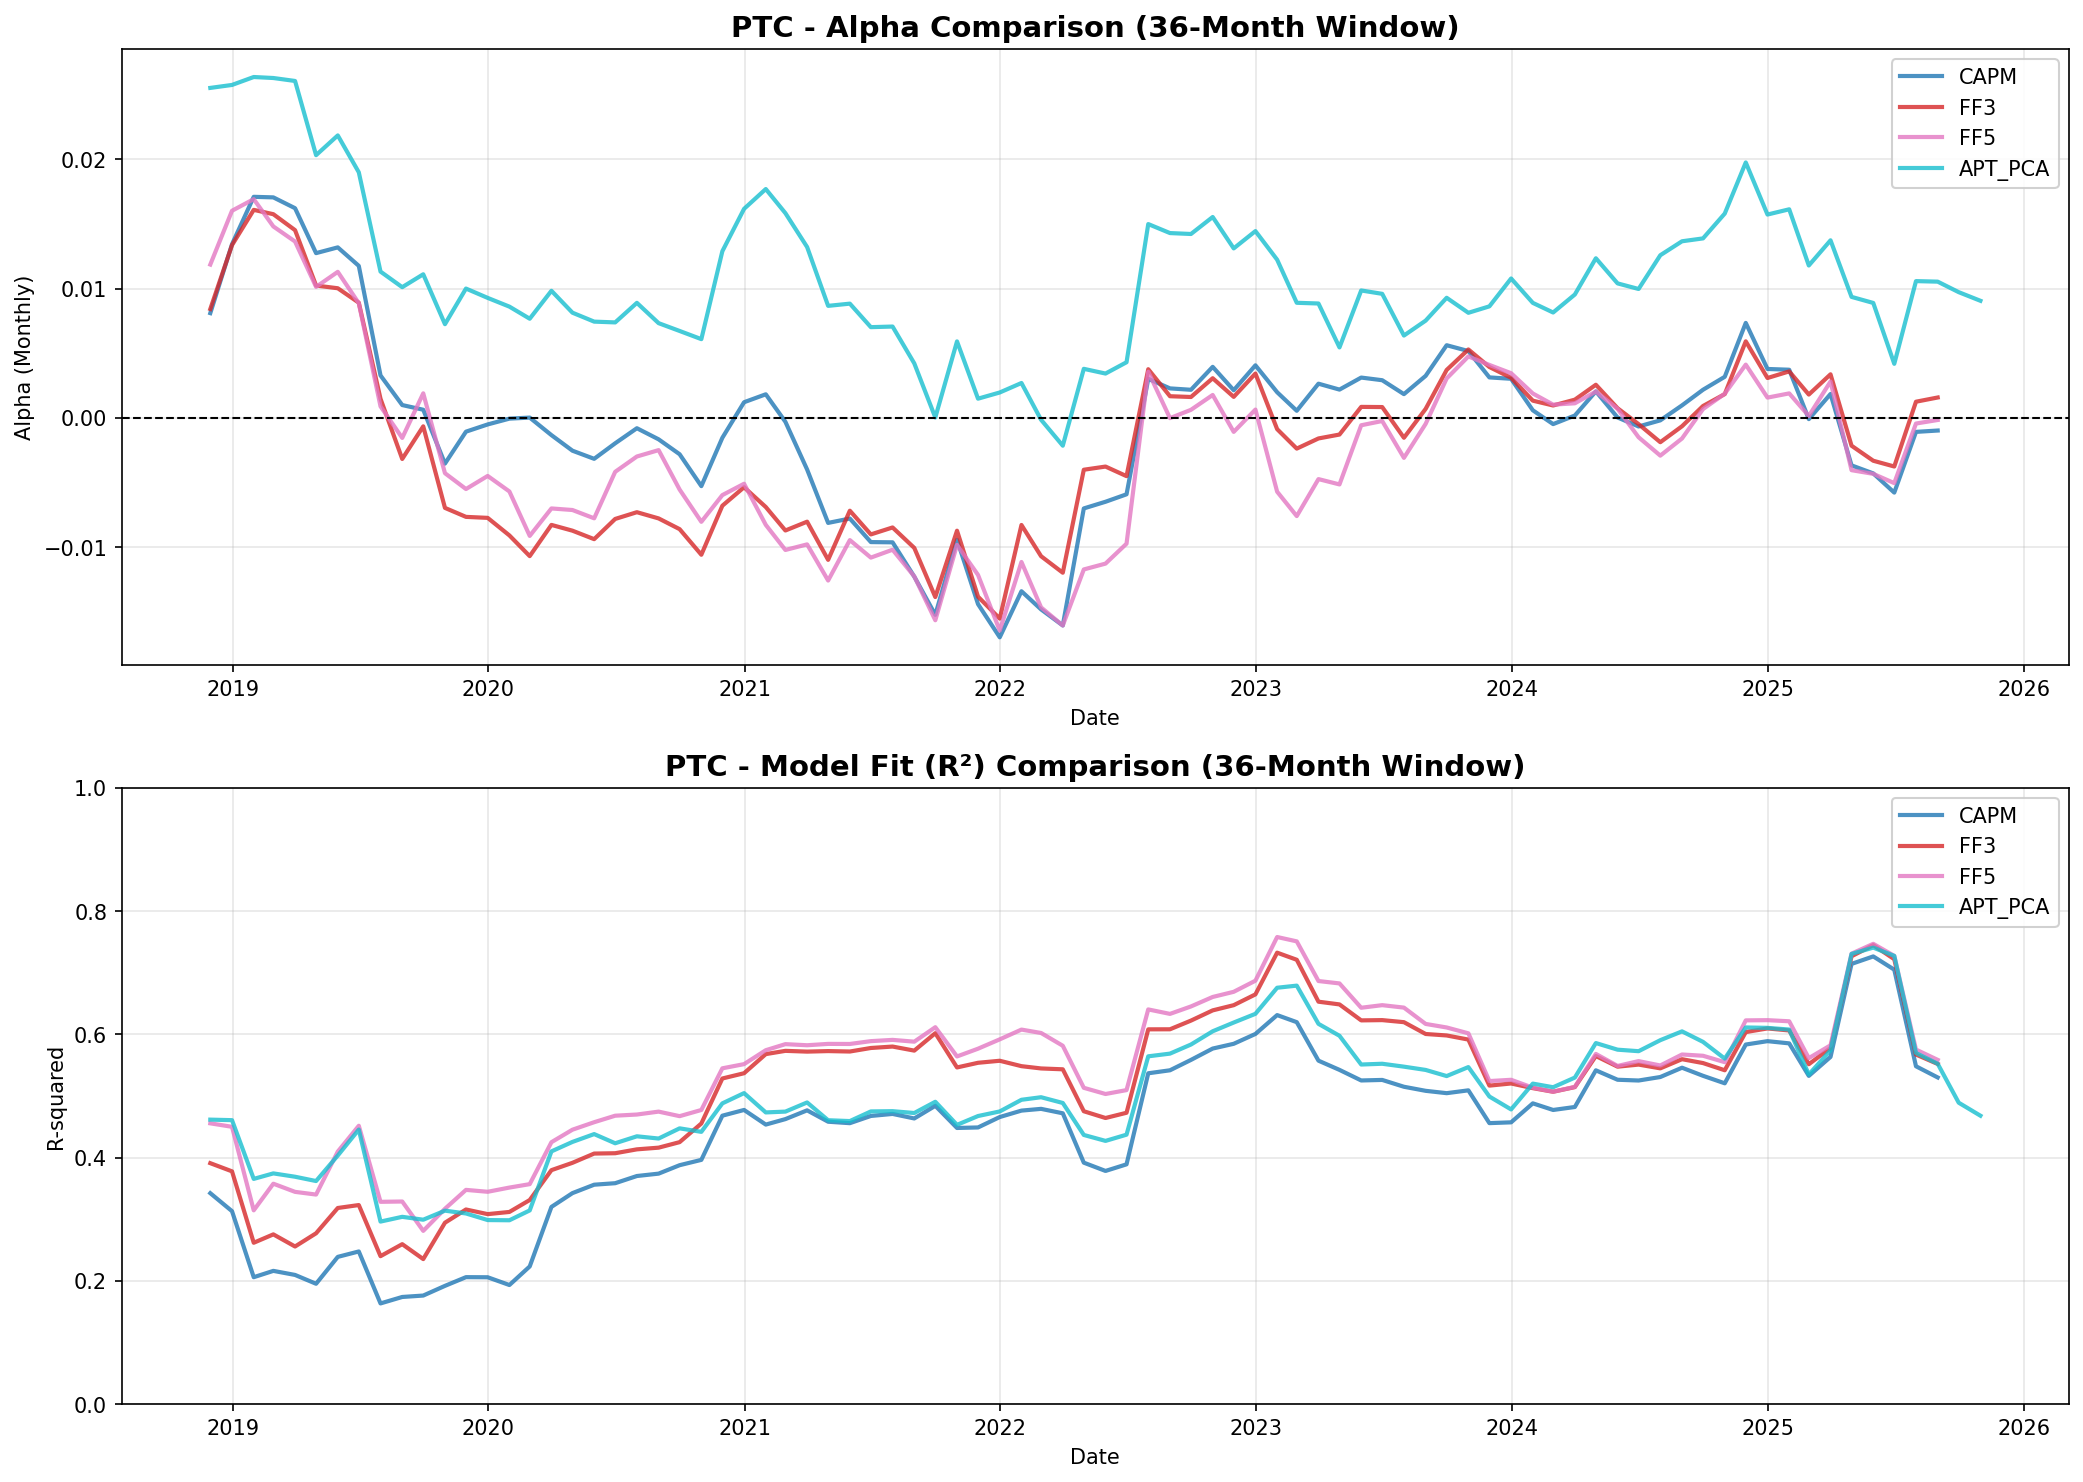 PTC - Alpha Comparison (36-Month Window)
CAPM
FF3
FF5
APT_PCA
0.02
0.01
0.00
−0.01
Alpha (Monthly)
2019 2020 2021 2022 2023 2024 2025 2026
Date
PTC - Model Fit (R²) Comparison (36-Month Window)
CAPM
FF3
FF5
APT_PCA
1.0
0.8
0.6
0.4
0.2
0.0
R-squared
2019 2020 2021 2022 2023 2024 2025 2026
Date